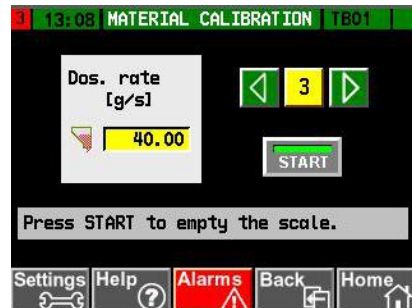 3 13:08 MATERIAL CALIBRATION TB01
Dos. rate
[g/s]
40.00
3
START
Press START to empty the scale.
Settings Help Alarms Back Home